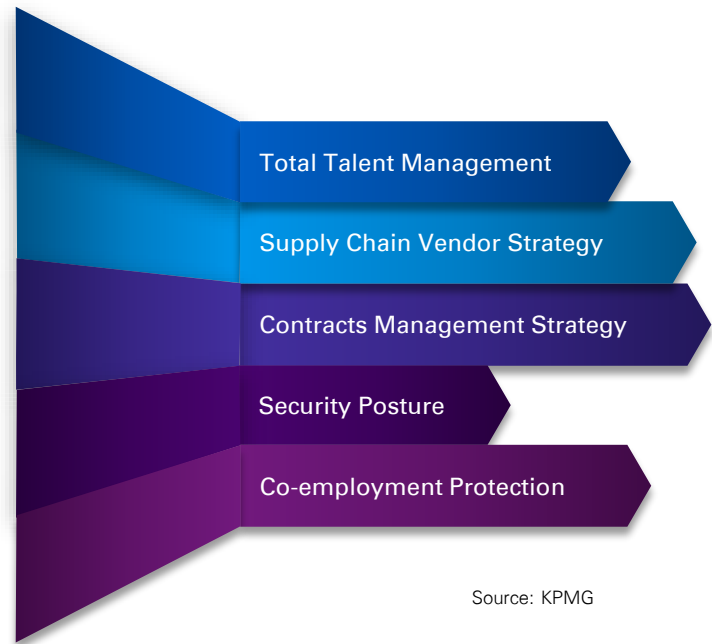 Total Talent Management
Supply Chain Vendor Strategy
Contracts Management Strategy
Security Posture
Co-employment Protection
Source: KPMG